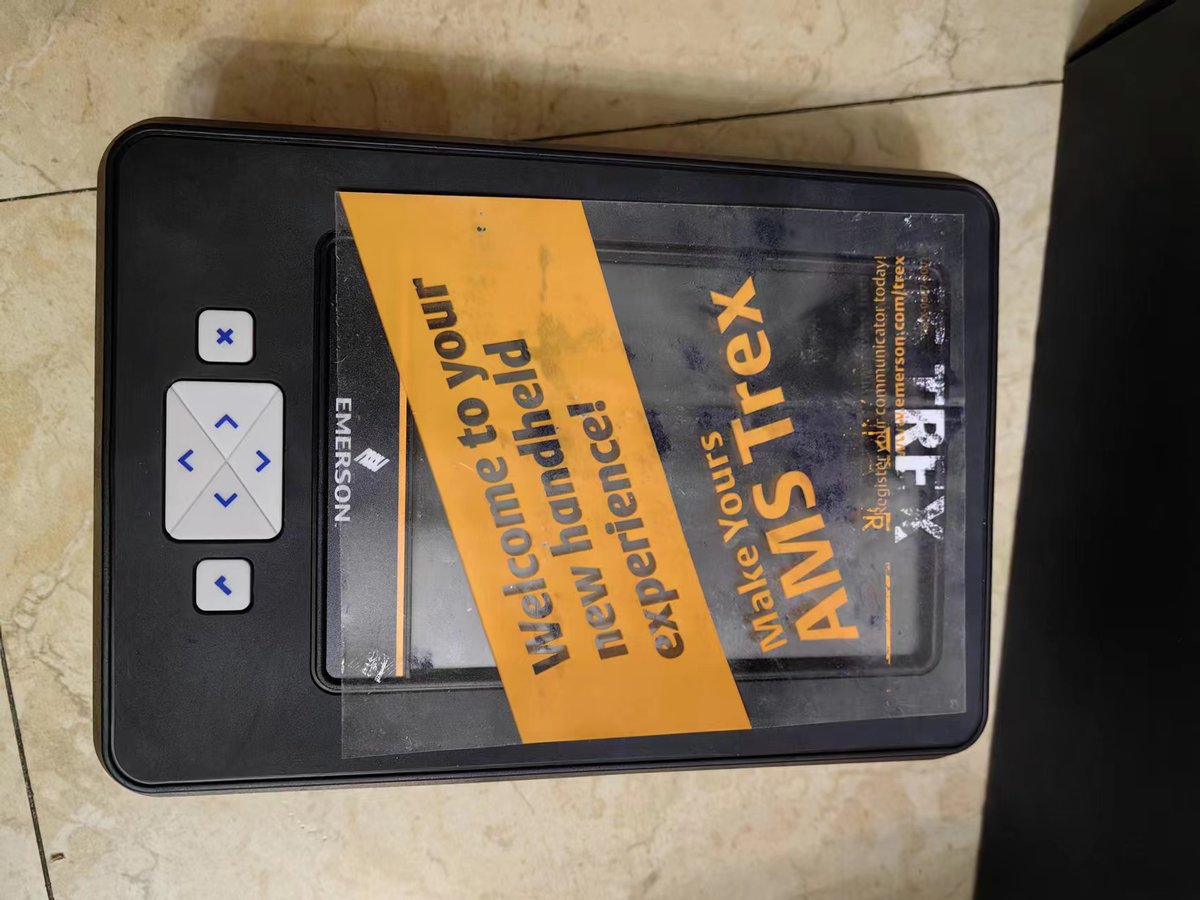 TREX
Welcome to your
new handheld
experience!
Make Yours
AMS Trex
Register your communicator today!
www.emerson.com/trex
EMERSON